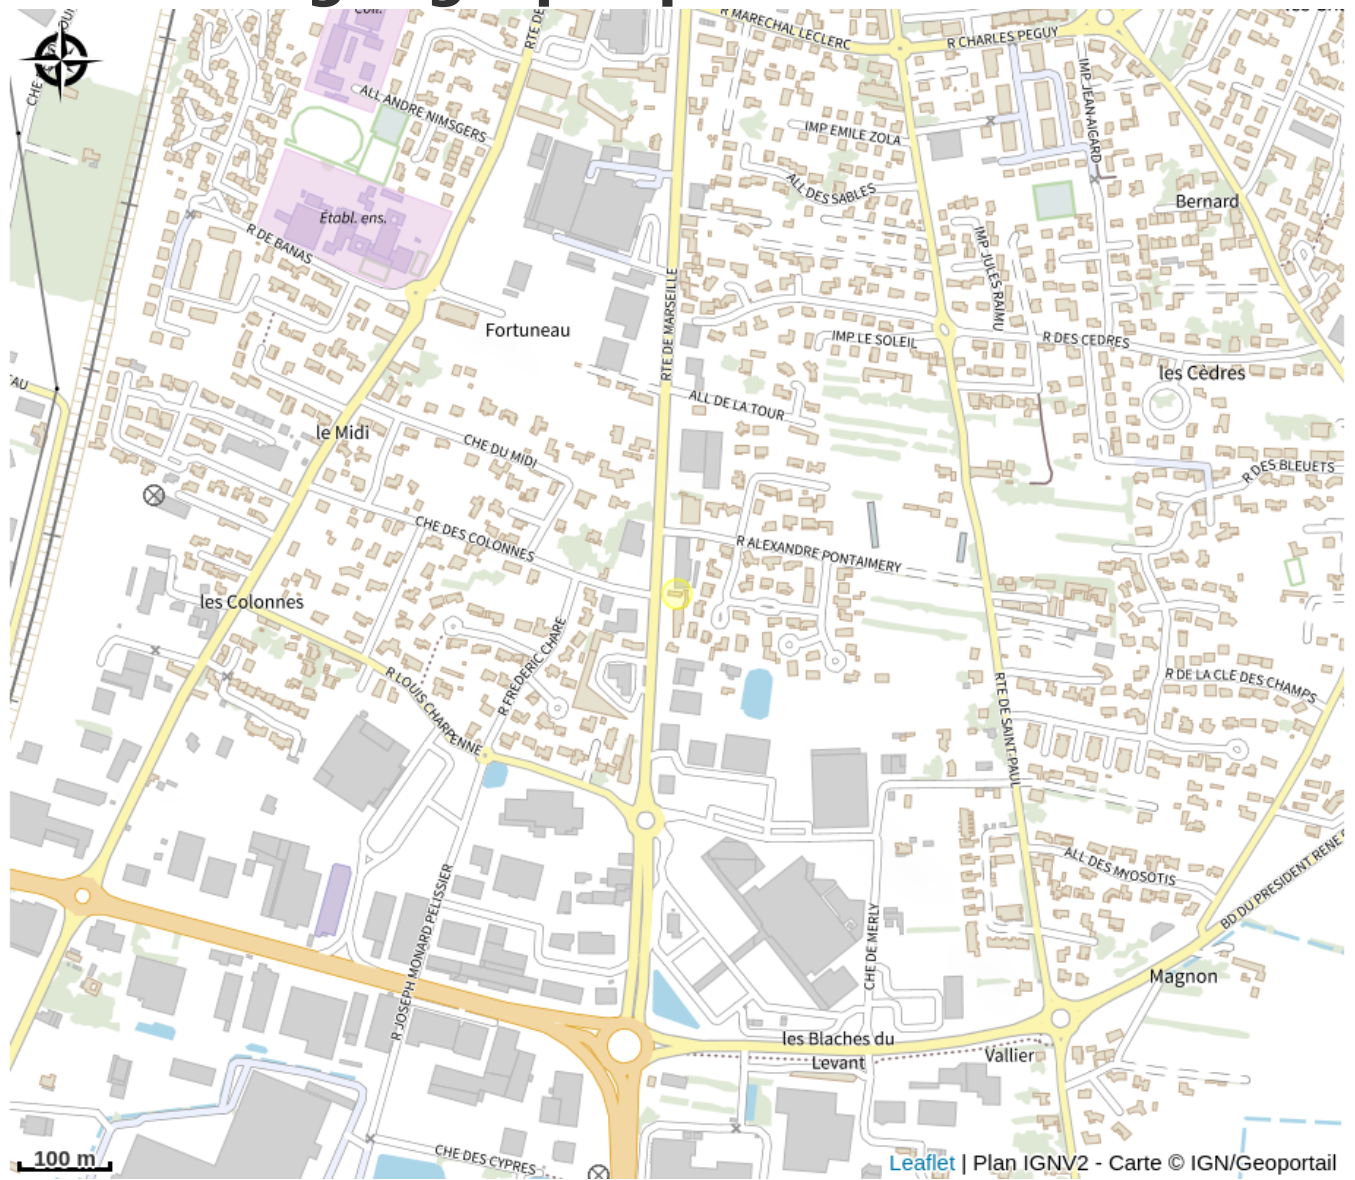 Coll.
RTE DE
R MARECHAL LECLERC
R CHARLES PEGUY
ALL ANDRE NIMSGERS
IMP JEAN AIGARD
IMP EMILE ZOLA
ALL DES SABLES
Bernard
Établ. ens.
R DE BANAS
IMP JULES RAIMU
RTE DE MARSEILLE
Fortuneau
IMP LE SOLEIL
R DES CEDRES
les Cèdres
ALL DE LA TOUR
le Midi
CHE DU MIDI
R DES BLEUETS
CHE DES COLONNES
R ALEXANDRE PONTAIMERY
les Colonnes
R FREDERIC CHARE
R LOUIS CHARPENNE
R DE LA CLE DES CHAMPS
RTE DE SAINT-PAUL
ALL DES MYOSOTIS
BD DU PRESIDENT RENE
R JOSEPH MONARD PELISSIER
CHE DE MERLY
Magnon
les Blaches du
Levant
Vallier
CHE DES CYPRES
100 m
Leaflet | Plan IGNV2 - Carte © IGN/Geoportail